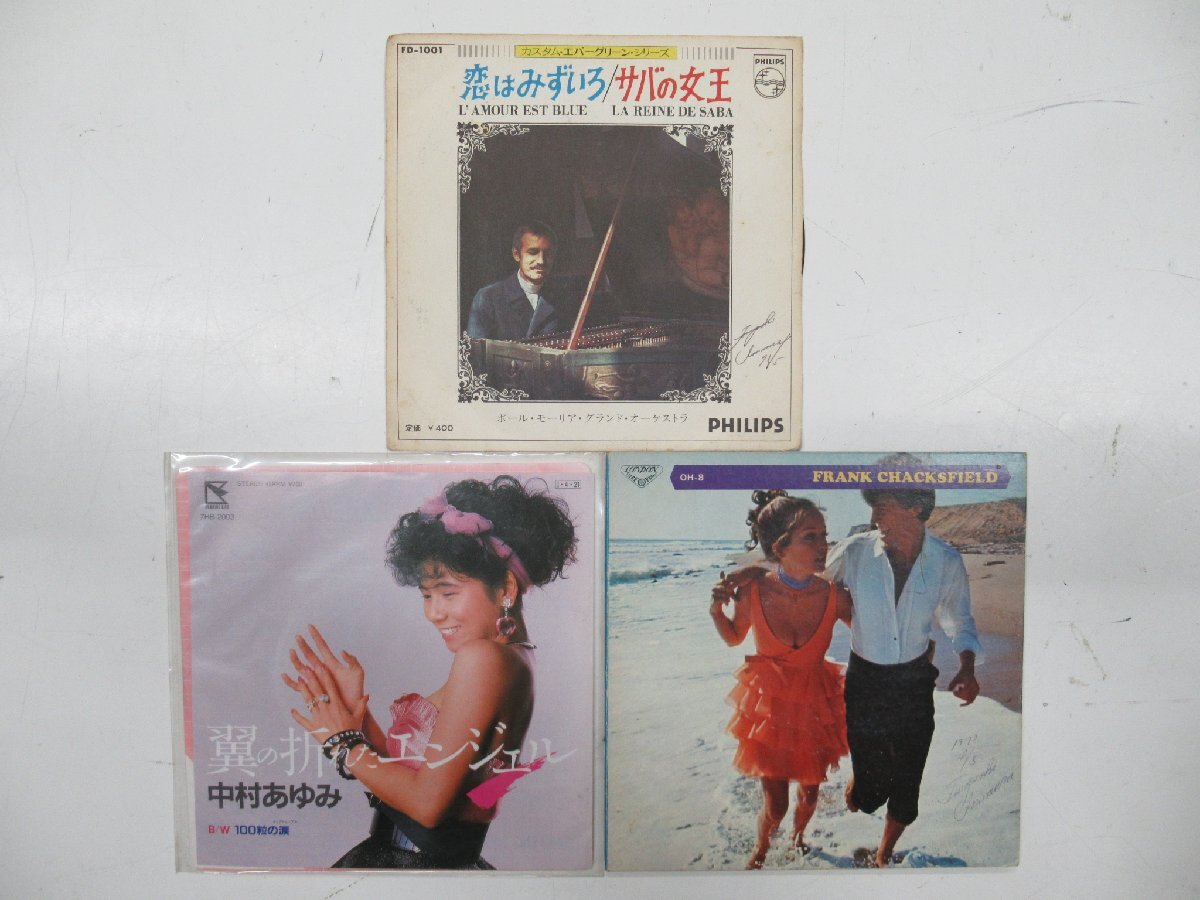 FD-1001
カスタム・エバーグリーン・シリーズ
PHILIPS
恋はみずいろ/サバの女王
L'AMOUR EST BLUE LA REINE DE SABA
ポール・モーリア・グランド・オーケストラ
定価 ¥400
PHILIPS
STEREO 45RPM ¥700
7HB-2003
翼の折れたエンジェル
中村あゆみ
B/W 100粒の涙
LONDON
OH-8
FRANK CHACKSFIELD
1970